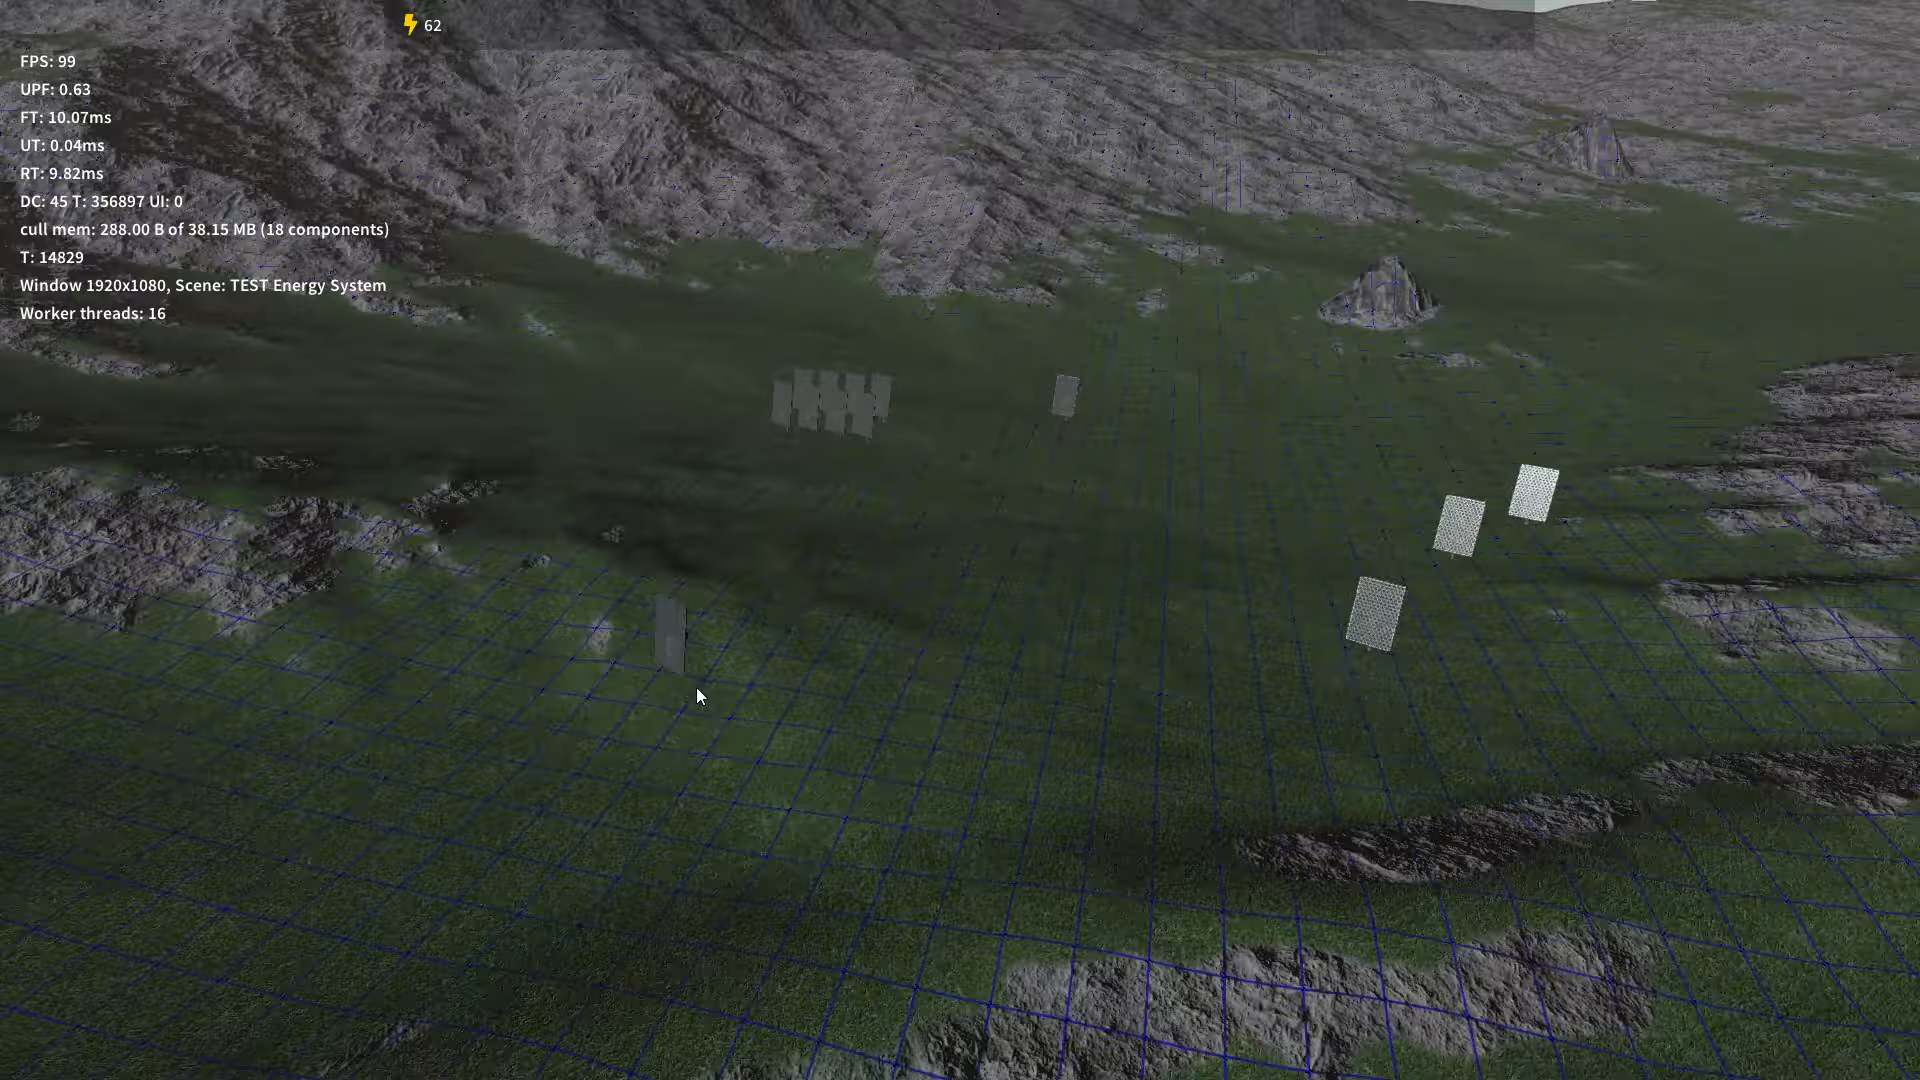 62
FPS: 99
UPF: 0.63
FT: 10.07ms
UT: 0.04ms
RT: 9.82ms
DC: 45 T: 356897 UI: 0
cull mem: 288.00 B of 38.15 MB (18 components)
T: 14829
Window 1920x1080, Scene: TEST Energy System
Worker threads: 16